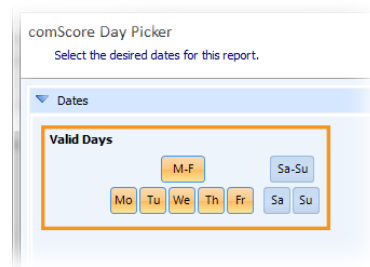 comScore Day Picker
Select the desired dates for this report.
Dates
Valid Days
M-F Sa-Su
Mo Tu We Th Fr Sa Su